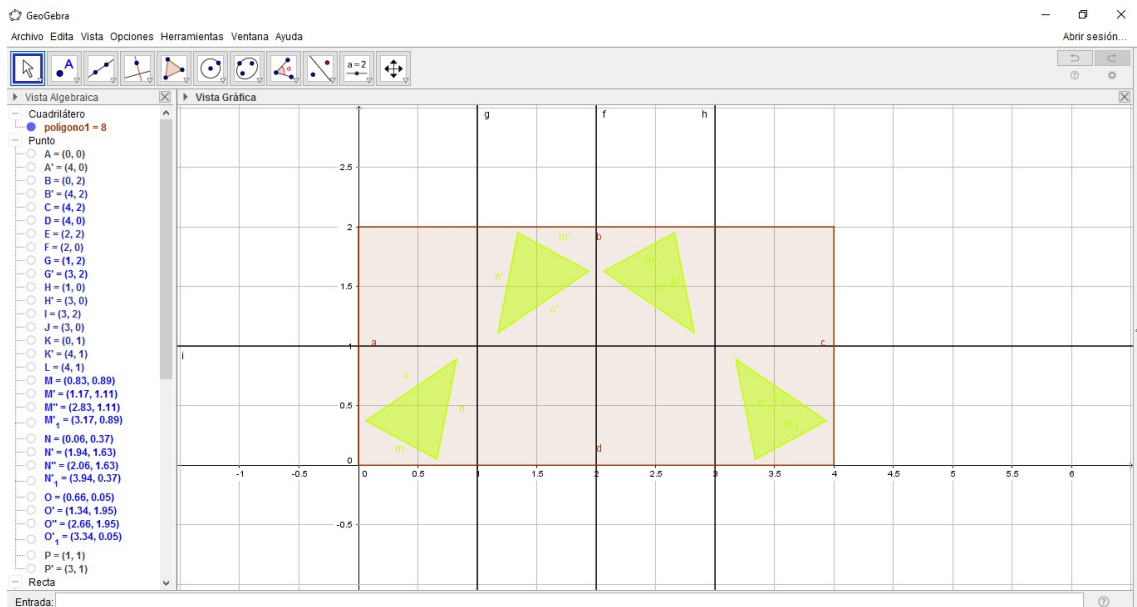 GeoGebra
Archivo Edita Vista Opciones Herramientas Ventana Ayuda
Abrir sesión...
A
a = 2
Vista Algebraica
Vista Gráfica
Cuadrilátero
polígono1 = 8
Punto
A = (0, 0)
A' = (4, 0)
B = (0, 2)
B' = (4, 2)
C = (4, 2)
D = (4, 0)
E = (2, 2)
F = (2, 0)
G = (1, 2)
G' = (3, 2)
H = (1, 0)
H' = (3, 0)
I = (3, 2)
J = (3, 0)
K = (0, 1)
K' = (4, 1)
L = (4, 1)
M = (0.83, 0.89)
M' = (1.17, 1.11)
M'' = (2.83, 1.11)
M'₁ = (3.17, 0.89)
N = (0.06, 0.37)
N' = (1.94, 1.63)
N'' = (2.06, 1.63)
N'₁ = (3.94, 0.37)
O = (0.66, 0.05)
O' = (1.34, 1.95)
O'' = (2.66, 1.95)
O'₁ = (3.34, 0.05)
P = (1, 1)
P' = (3, 1)
Recta
g f h
2.5
2
m' b
m''
n' n''
1.5
o'
1
a c
i
o
n
0.5
m m'₁
d
0
-1 -0.5 0 0.5 1 1.5 2 2.5 3 3.5 4 4.5 5 5.5 6
-0.5
Entrada: